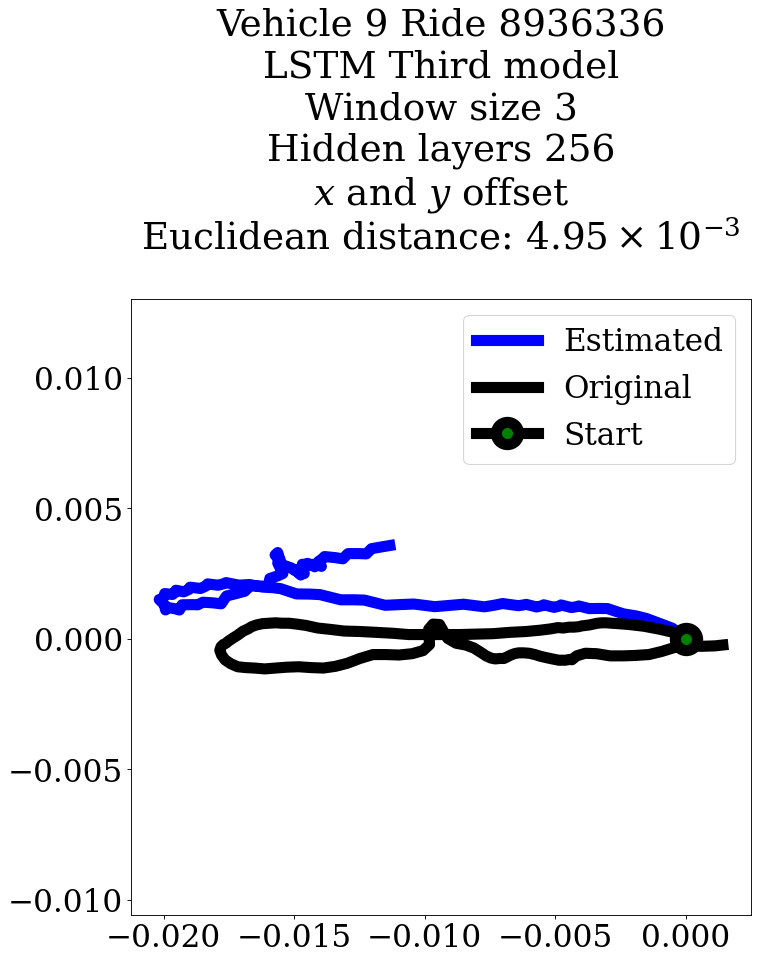 Vehicle 9 Ride 8936336
LSTM Third model
Window size 3
Hidden layers 256
x and y offset
Euclidean distance: 4.95 × 10⁻³
Estimated
Original
Start
0.010
0.005
0.000
−0.005
−0.010
−0.020 −0.015 −0.010 −0.005 0.000